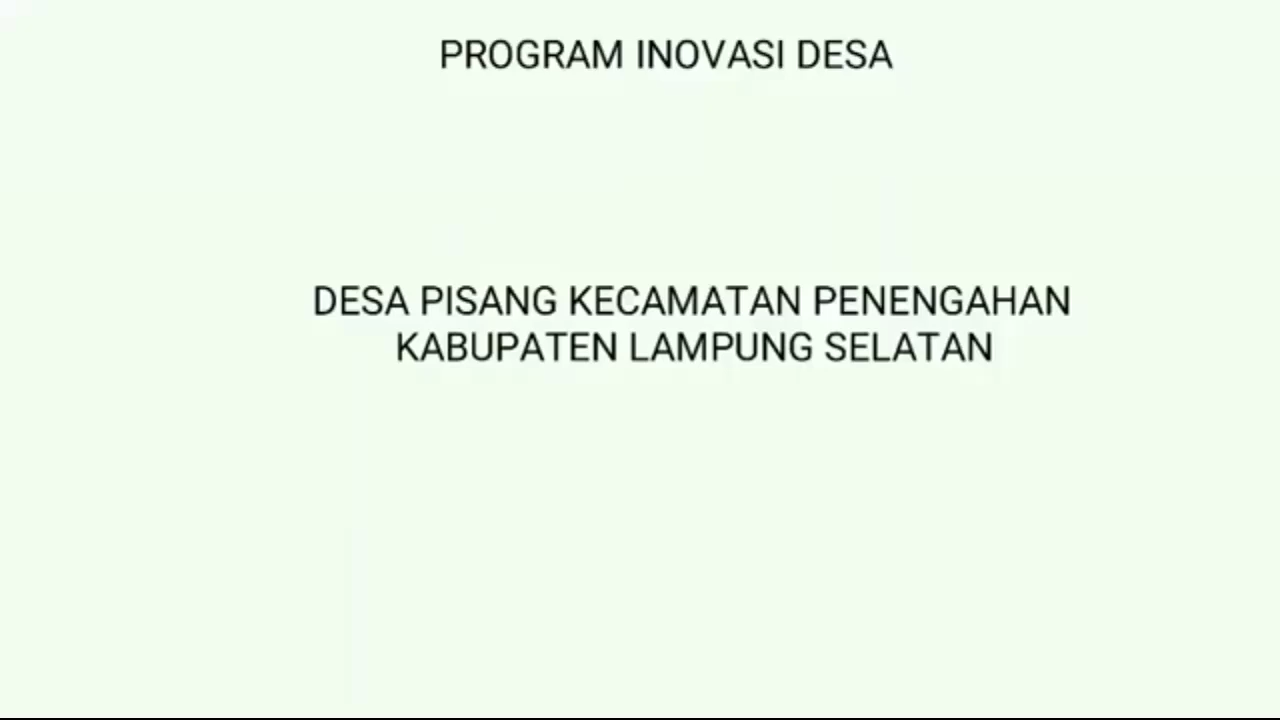 PROGRAM INOVASI DESA
DESA PISANG KECAMATAN PENENGAHAN
KABUPATEN LAMPUNG SELATAN